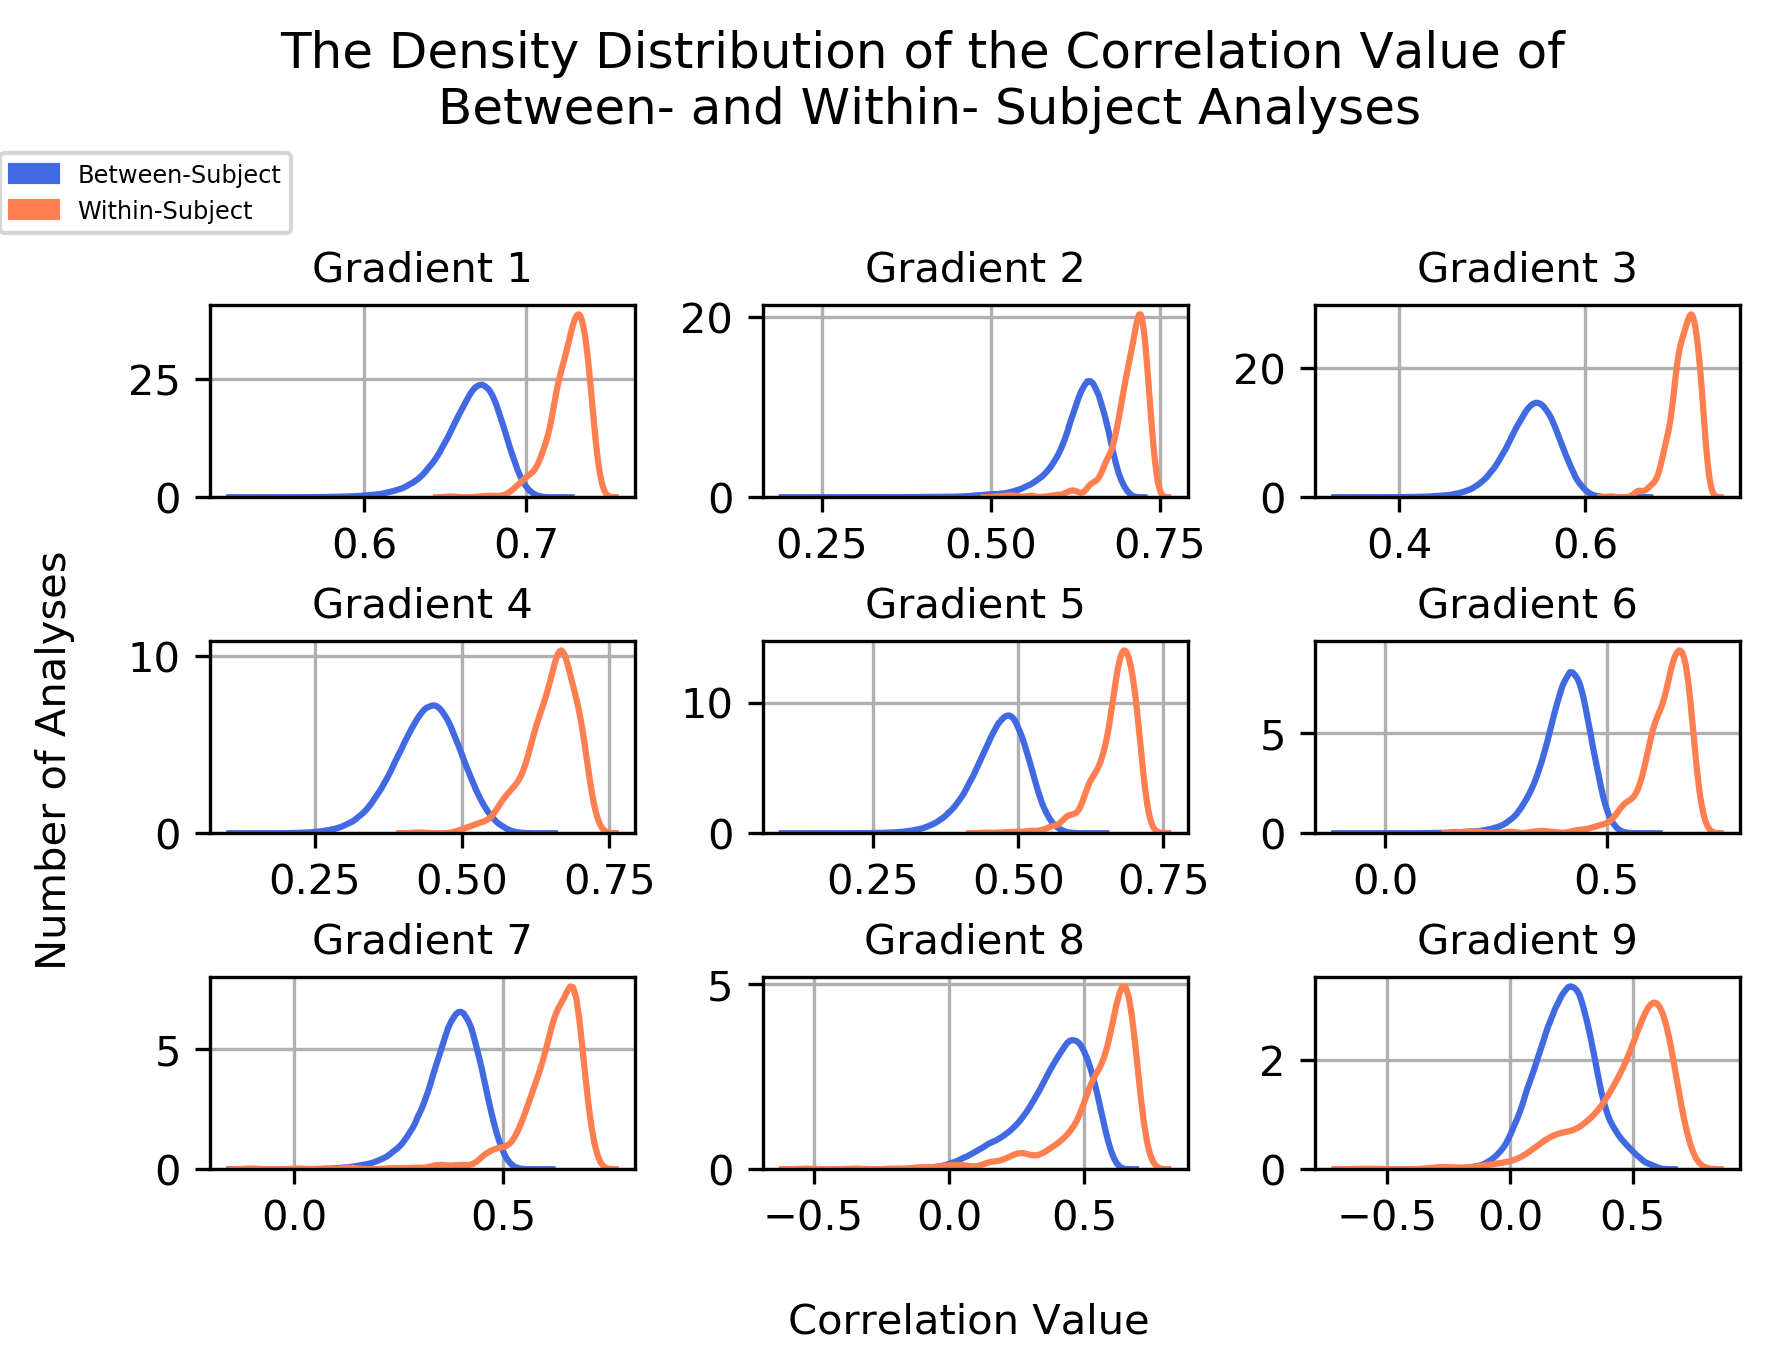 The Density Distribution of the Correlation Value of
Between- and Within- Subject Analyses
Between-Subject
Within-Subject
Gradient 1
25
0
0.6
0.7
Gradient 2
20
0
0.25
0.50
0.75
Gradient 3
20
0
0.4
0.6
Number of Analyses
Gradient 4
10
0
0.25
0.50
0.75
Gradient 5
10
0
0.25
0.50
0.75
Gradient 6
5
0
0.0
0.5
Gradient 7
5
0
0.0
0.5
Gradient 8
5
0
−0.5
0.0
0.5
Gradient 9
2
0
−0.5
0.0
0.5
Correlation Value